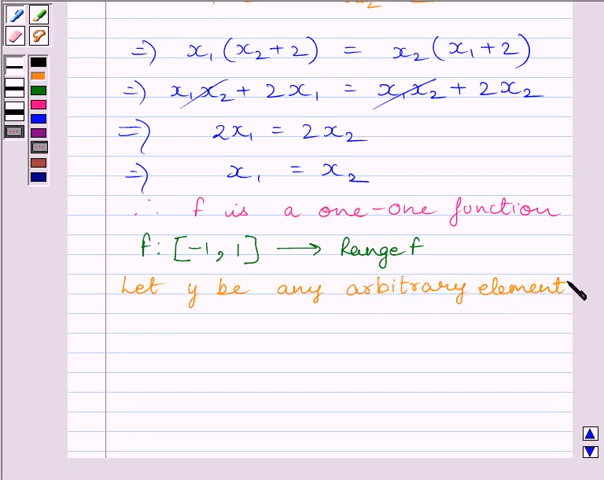 ⇒ x₁(x₂+2) = x₂(x₁+2)
⇒ x₁x₂ + 2x₁ = x₁x₂ + 2x₂
⇒ 2x₁ = 2x₂
⇒ x₁ = x₂
∴ f is a one-one function
f: [-1, 1] → Range f
Let y be any arbitrary element